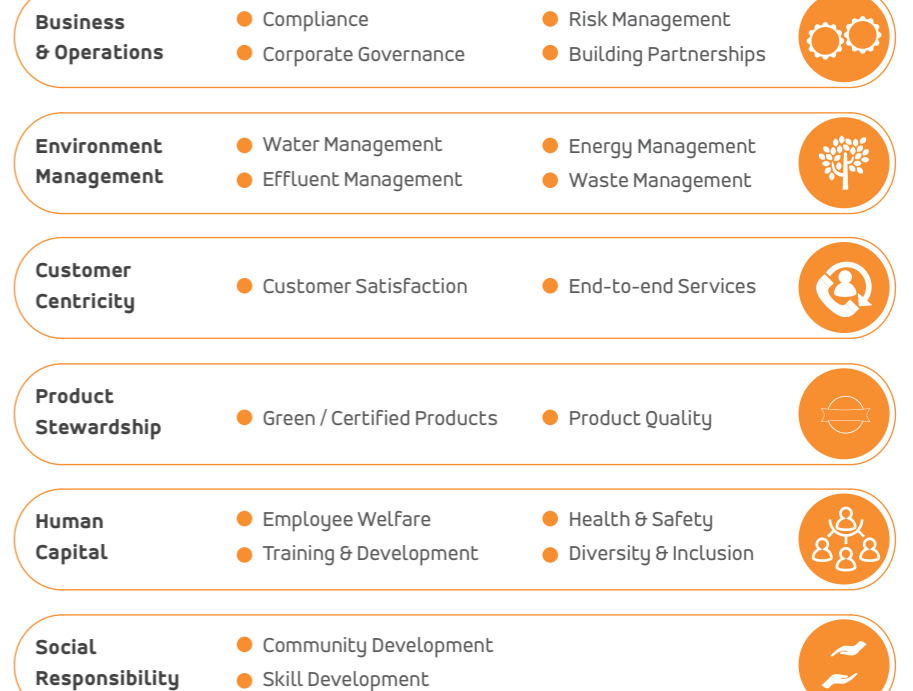 Business
& Operations
Compliance
Risk Management
Corporate Governance
Building Partnerships
Environment
Management
Water Management
Energy Management
Effluent Management
Waste Management
Customer
Centricity
Customer Satisfaction
End-to-end Services
Product
Stewardship
Green / Certified Products
Product Quality
Human
Capital
Employee Welfare
Health & Safety
Training & Development
Diversity & Inclusion
Social
Responsibility
Community Development
Skill Development